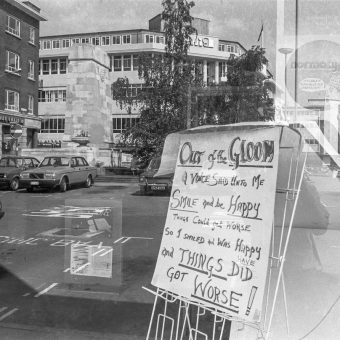 OUT of the GLOOM
A VOICE SAID UNTO ME
SMILE and be HAPPY
THINGS COULD get WORSE
SO I SMILED and WAS HAPPY
and THINGS DID
GOT WORSE!